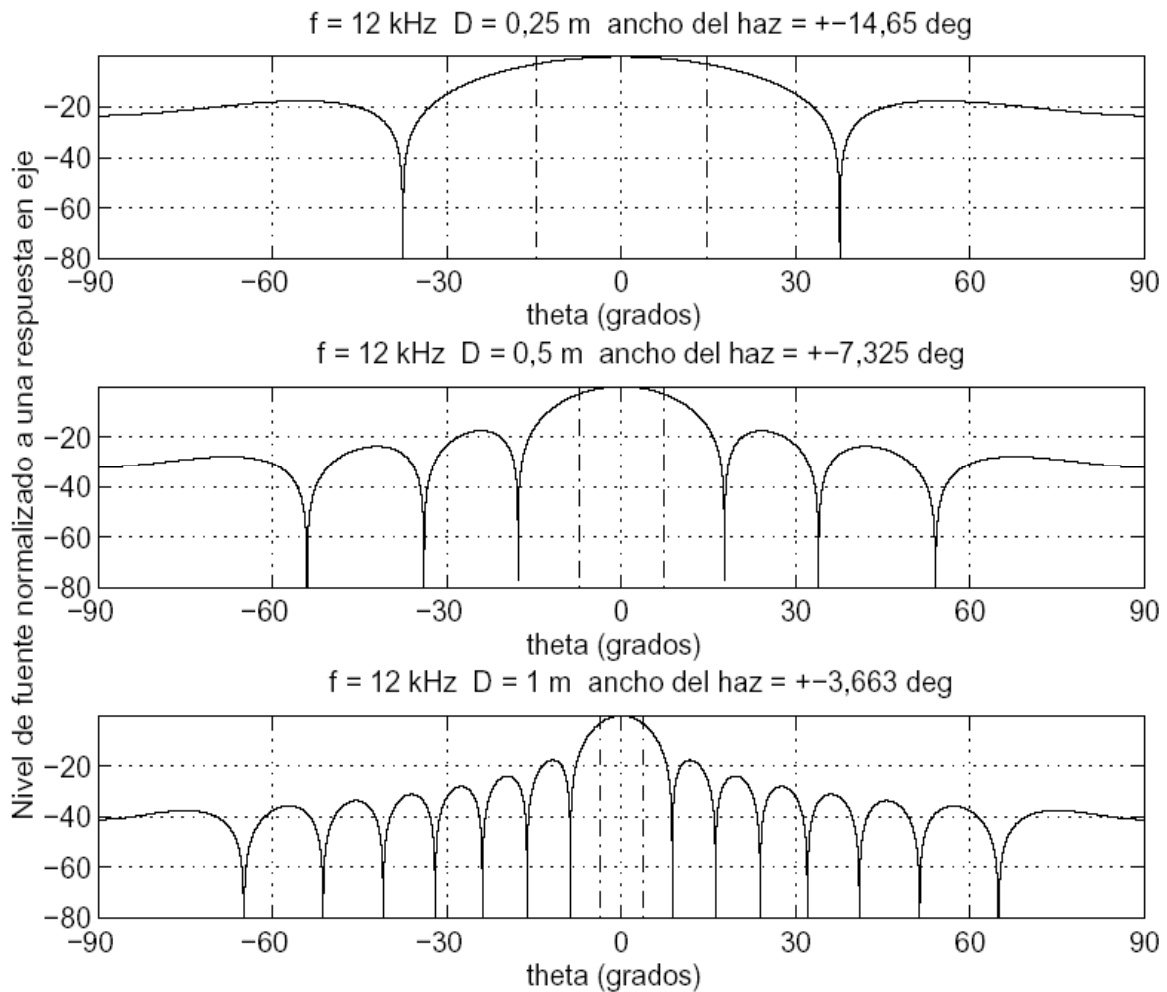 Nivel de fuente normalizado a una respuesta en eje
f = 12 kHz D = 0,25 m ancho del haz = +−14,65 deg
−20
−40
−60
−80
−90 −60 −30 0 30 60 90
theta (grados)
f = 12 kHz D = 0,5 m ancho del haz = +−7,325 deg
−20
−40
−60
−80
−90 −60 −30 0 30 60 90
theta (grados)
f = 12 kHz D = 1 m ancho del haz = +−3,663 deg
−20
−40
−60
−80
−90 −60 −30 0 30 60 90
theta (grados)